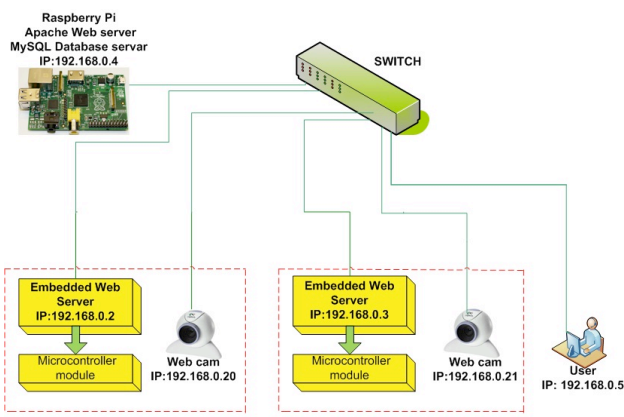 Raspberry Pi
Apache Web server
MySQL Database servar
IP:192.168.0.4
SWITCH
Embedded Web
Server
IP:192.168.0.2
Microcontroller
module
Web cam
IP:192.168.0.20
Embedded Web
Server
IP:192.168.0.3
Microcontroller
module
Web cam
IP:192.168.0.21
User
IP: 192.168.0.5